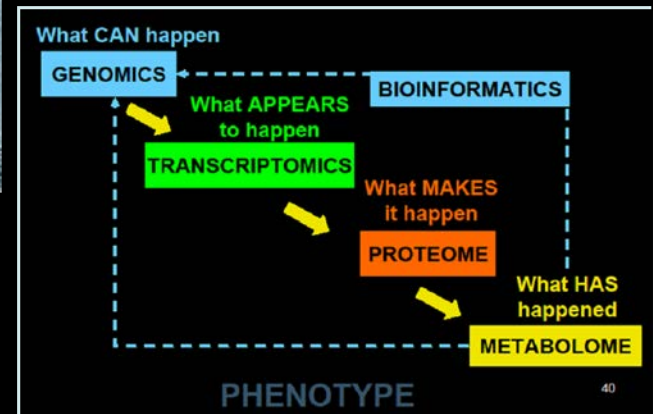 What CAN happen
GENOMICS
BIOINFORMATICS
What APPEARS
to happen
TRANSCRIPTOMICS
What MAKES
it happen
PROTEOME
What HAS
happened
METABOLOME
PHENOTYPE
40